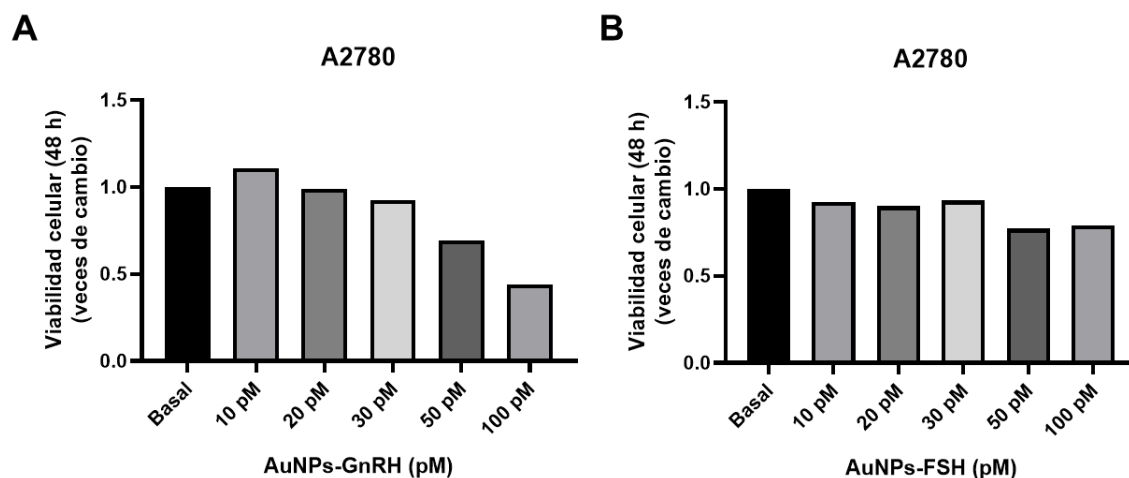 A
A2780
Viabilidad celular (48 h)
(veces de cambio)
1.5
1.0
0.5
0.0
Basal
10 pM
20 pM
30 pM
50 pM
100 pM
AuNPs-GnRH (pM)
B
A2780
Viabilidad celular (48 h)
(veces de cambio)
1.5
1.0
0.5
0.0
Basal
10 pM
20 pM
30 pM
50 pM
100 pM
AuNPs-FSH (pM)